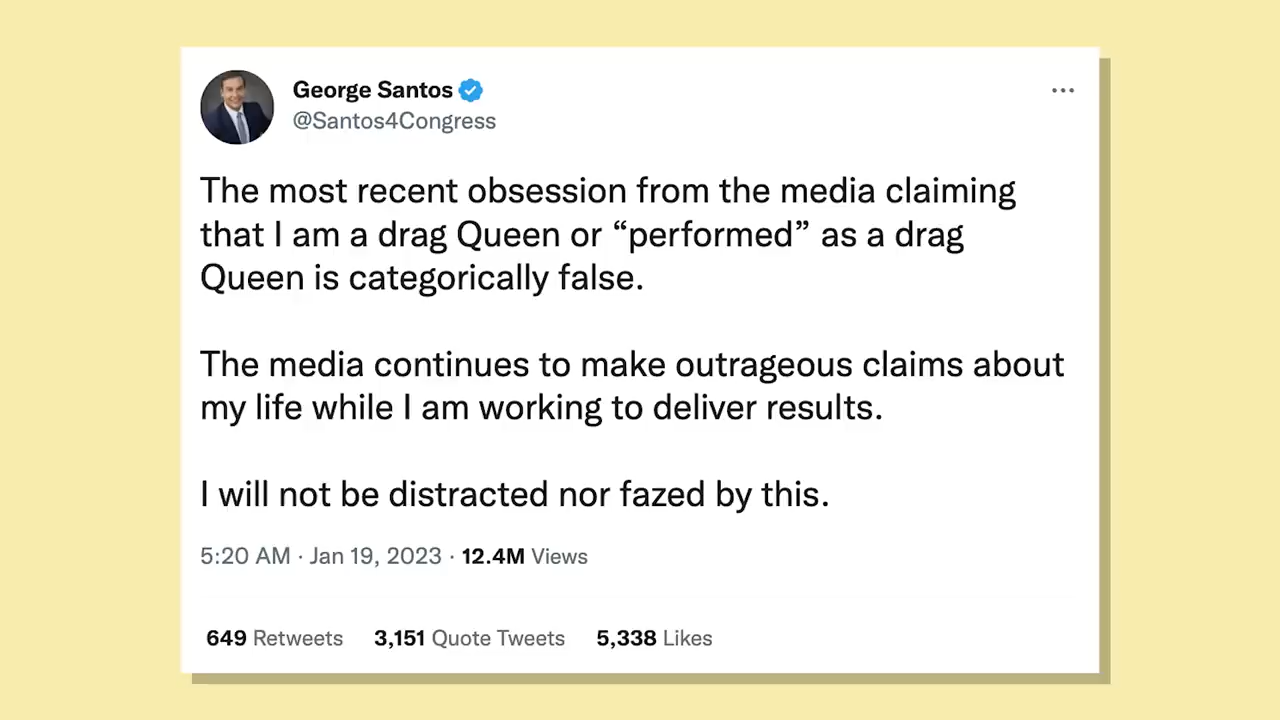 George Santos
@Santos4Congress
The most recent obsession from the media claiming
that I am a drag Queen or “performed” as a drag
Queen is categorically false.
The media continues to make outrageous claims about
my life while I am working to deliver results.
I will not be distracted nor fazed by this.
5:20 AM · Jan 19, 2023 · 12.4M Views
649 Retweets 3,151 Quote Tweets 5,338 Likes